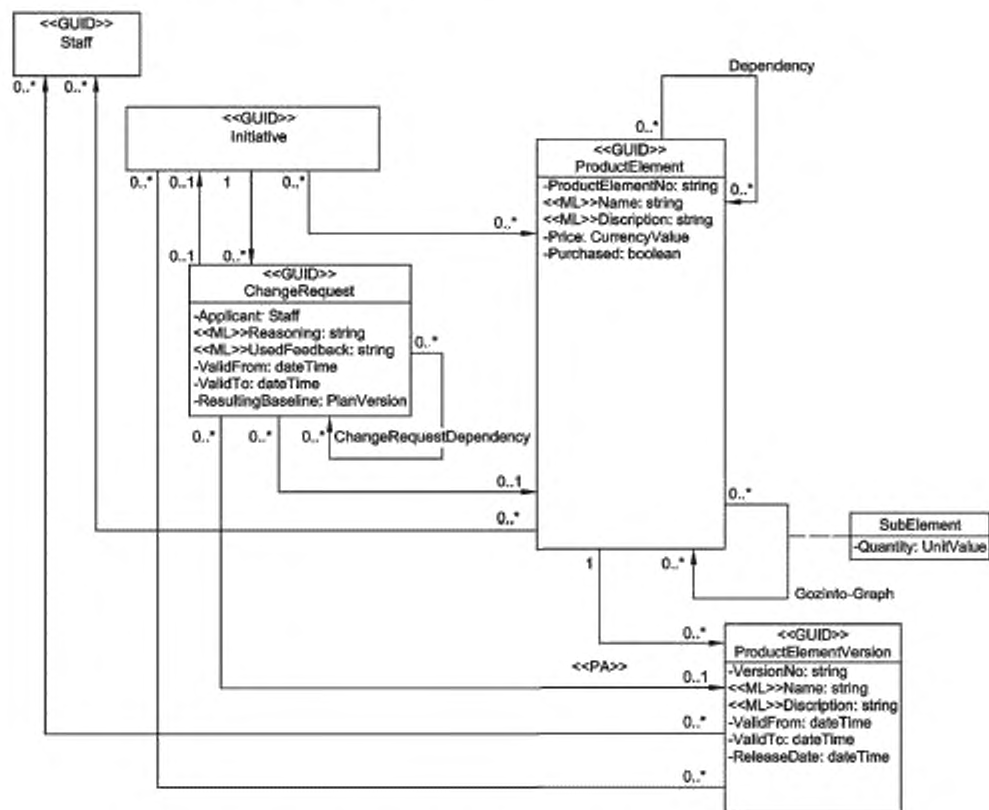 <<GUID>>
Staff
0..*
0..*
<<GUID>>
Initiative
0..*
0..1
1
0..*
0..1
0..*
<<GUID>>
ChangeRequest
-Applicant: Staff
<<ML>>Reasoning: string
<<ML>>UsedFeedback: string
-ValidFrom: dateTime
-ValidTo: dateTime
-ResultingBaseline: PlanVersion
0..*
0..*
0..*
0..*
ChangeRequestDependency
Dependency
0..*
0..*
<<GUID>>
ProductElement
-ProductElementNo: string
<<ML>>Name: string
<<ML>>Discription: string
-Price: CurrencyValue
-Purchased: boolean
0..*
0..1
0..*
0..*
SubElement
-Quantity: UnitValue
1
0..*
Gozinto-Graph
0..*
<<GUID>>
ProductElementVersion
-VersionNo: string
<<ML>>Name: string
<<ML>>Discription: string
-ValidFrom: dateTime
-ValidTo: dateTime
-ReleaseDate: dateTime
<<PA>>
0..1
0..*
0..*